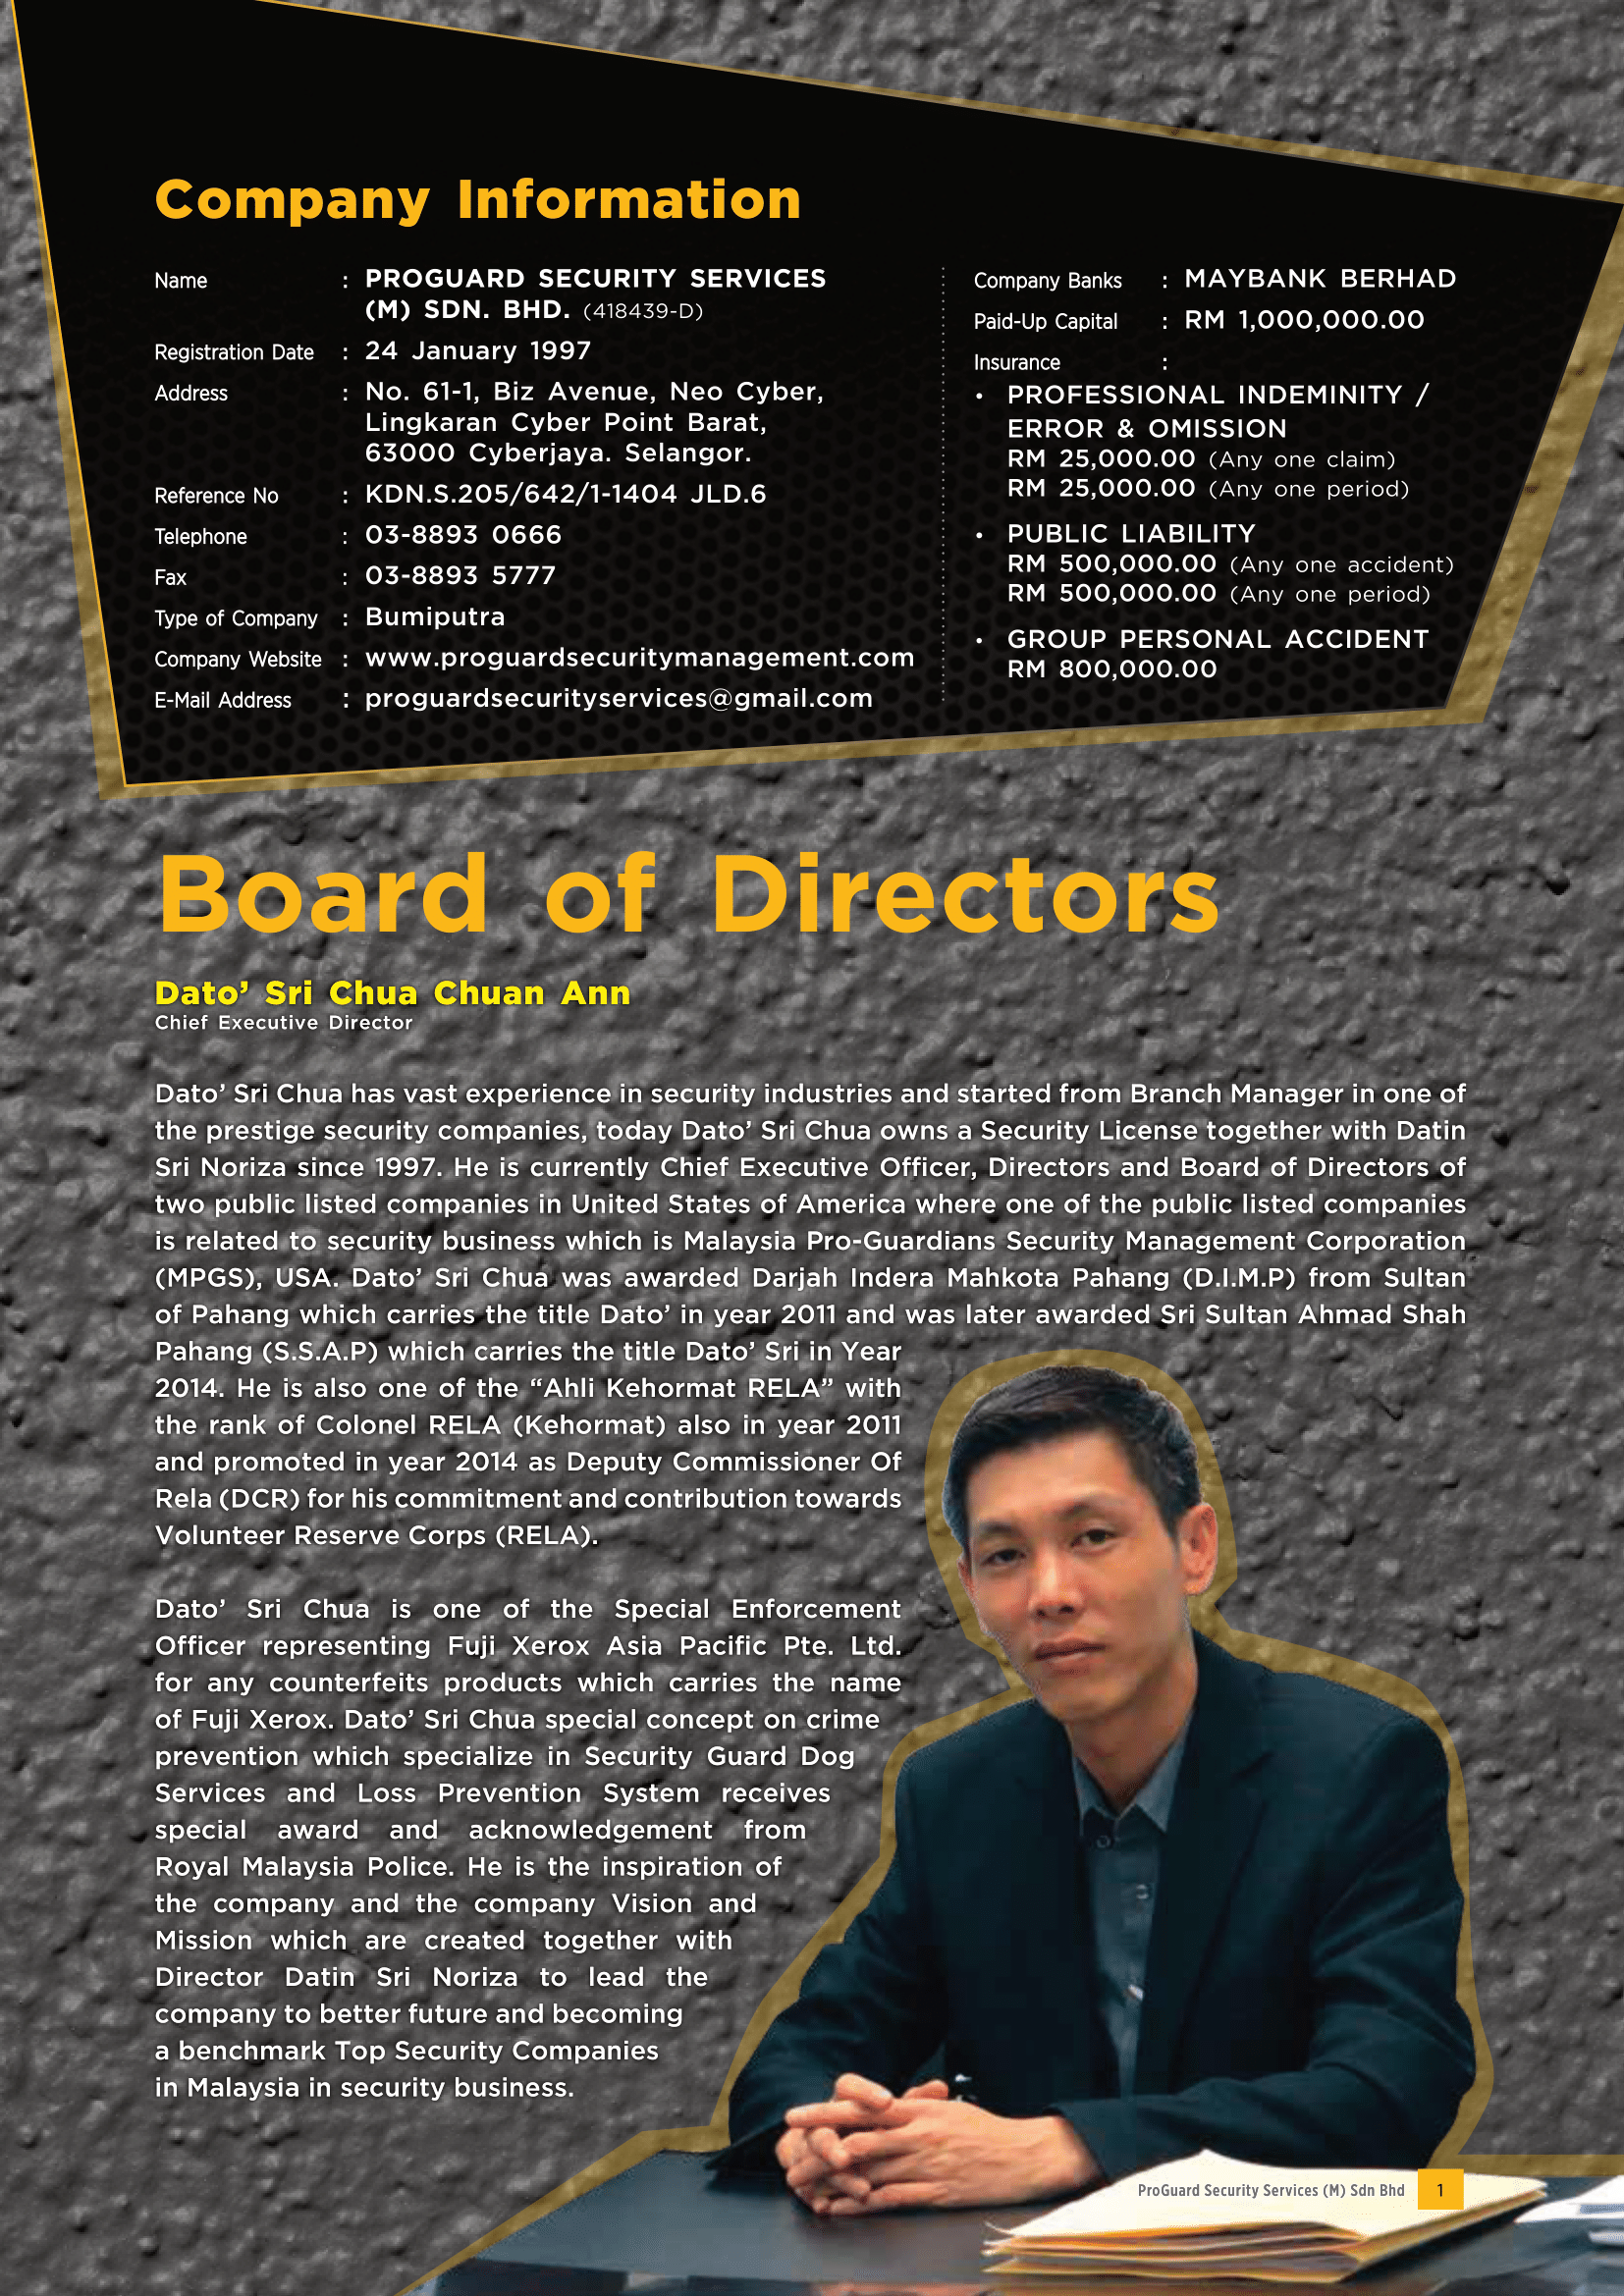 Company Information
Name : PROGUARD SECURITY SERVICES
(M) SDN. BHD. (418439-D)
Registration Date : 24 January 1997
Address : No. 61-1, Biz Avenue, Neo Cyber,
Lingkaran Cyber Point Barat,
63000 Cyberjaya. Selangor.
Reference No : KDN.S.205/642/1-1404 JLD.6
Telephone : 03-8893 0666
Fax : 03-8893 5777
Type of Company : Bumiputra
Company Website : www.proguardsecuritymanagement.com
E-Mail Address : proguardsecurityservices@gmail.com
Company Banks : MAYBANK BERHAD
Paid-Up Capital : RM 1,000,000.00
Insurance :
• PROFESSIONAL INDEMINITY /
ERROR & OMISSION
RM 25,000.00 (Any one claim)
RM 25,000.00 (Any one period)
• PUBLIC LIABILITY
RM 500,000.00 (Any one accident)
RM 500,000.00 (Any one period)
• GROUP PERSONAL ACCIDENT
RM 800,000.00
Board of Directors
Dato’ Sri Chua Chuan Ann
Chief Executive Director
Dato’ Sri Chua has vast experience in security industries and started from Branch Manager in one of
the prestige security companies, today Dato’ Sri Chua owns a Security License together with Datin
Sri Noriza since 1997. He is currently Chief Executive Officer, Directors and Board of Directors of
two public listed companies in United States of America where one of the public listed companies
is related to security business which is Malaysia Pro-Guardians Security Management Corporation
(MPGS), USA. Dato’ Sri Chua was awarded Darjah Indera Mahkota Pahang (D.I.M.P) from Sultan
of Pahang which carries the title Dato’ in year 2011 and was later awarded Sri Sultan Ahmad Shah
Pahang (S.S.A.P) which carries the title Dato’ Sri in Year
2014. He is also one of the “Ahli Kehormat RELA” with
the rank of Colonel RELA (Kehormat) also in year 2011
and promoted in year 2014 as Deputy Commissioner Of
Rela (DCR) for his commitment and contribution towards
Volunteer Reserve Corps (RELA).
Dato’ Sri Chua is one of the Special Enforcement
Officer representing Fuji Xerox Asia Pacific Pte. Ltd.
for any counterfeits products which carries the name
of Fuji Xerox. Dato’ Sri Chua special concept on crime
prevention which specialize in Security Guard Dog
Services and Loss Prevention System receives
special award and acknowledgement from
Royal Malaysia Police. He is the inspiration of
the company and the company Vision and
Mission which are created together with
Director Datin Sri Noriza to lead the
company to better future and becoming
a benchmark Top Security Companies
in Malaysia in security business.
ProGuard Security Services (M) Sdn Bhd 1